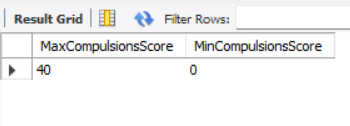 Result Grid Filter Rows:
MaxCompulsionsScore MinCompulsionsScore
40 0